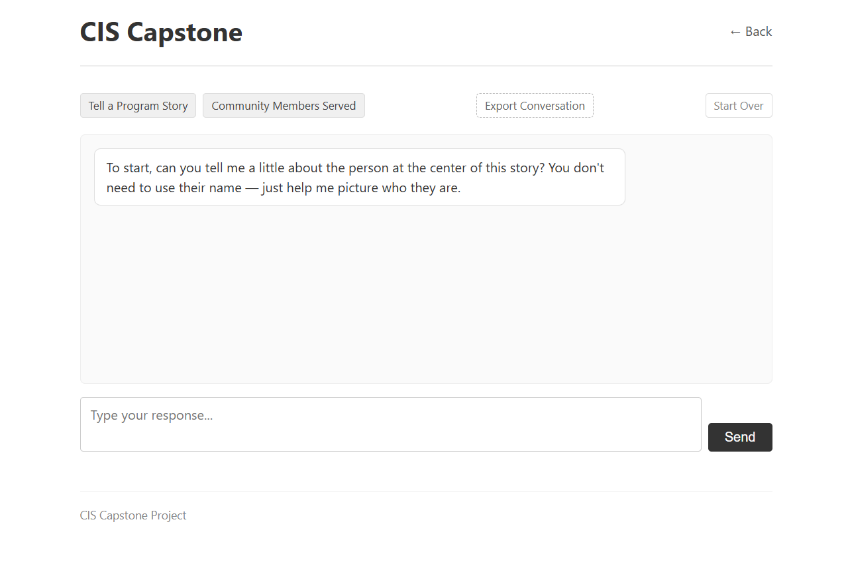 CIS Capstone
← Back
Tell a Program Story
Community Members Served
Export Conversation
Start Over
To start, can you tell me a little about the person at the center of this story? You don't
need to use their name — just help me picture who they are.
Type your response...
Send
CIS Capstone Project